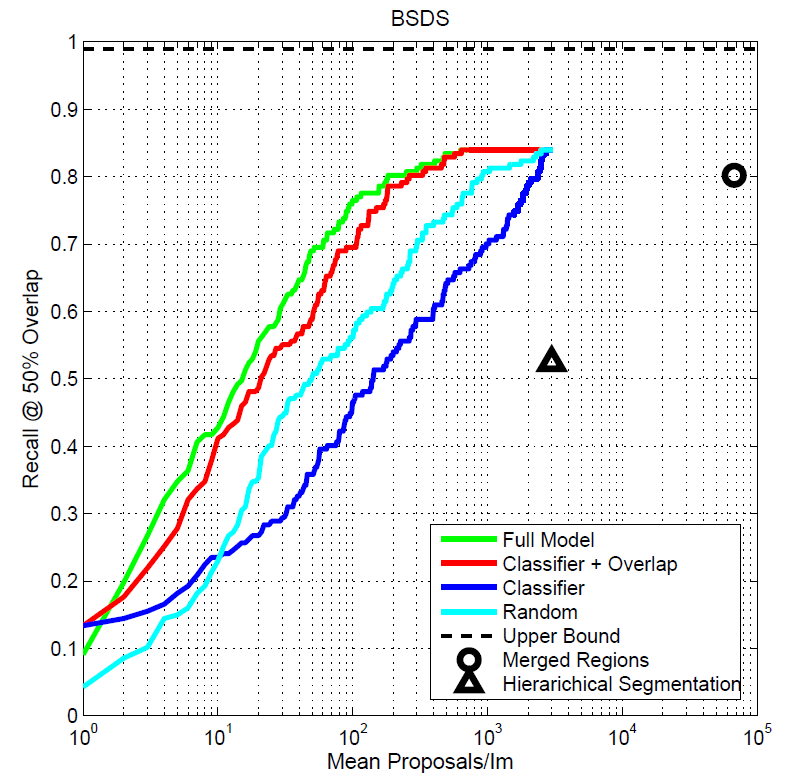 BSDS
Recall @ 50% Overlap
1
0.9
0.8
0.7
0.6
0.5
0.4
0.3
0.2
0.1
0
Full Model
Classifier + Overlap
Classifier
Random
Upper Bound
Merged Regions
Hierarichical Segmentation
10^0 10^1 10^2 10^3 10^4 10^5
Mean Proposals/Im